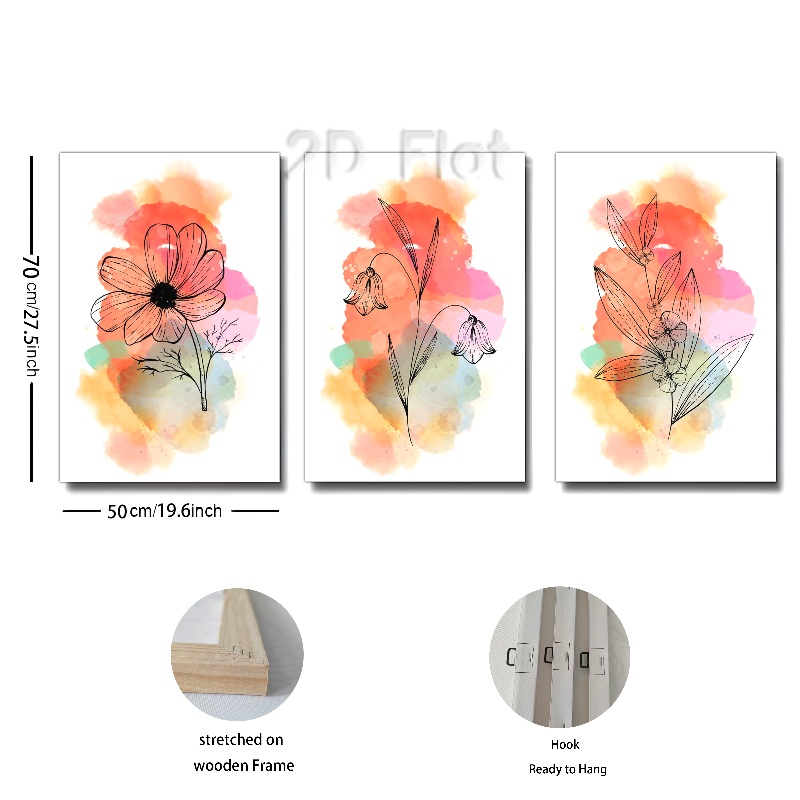 2D Flat
70cm/27.5inch
50cm/19.6inch
stretched on
wooden Frame
Hook
Ready to Hang